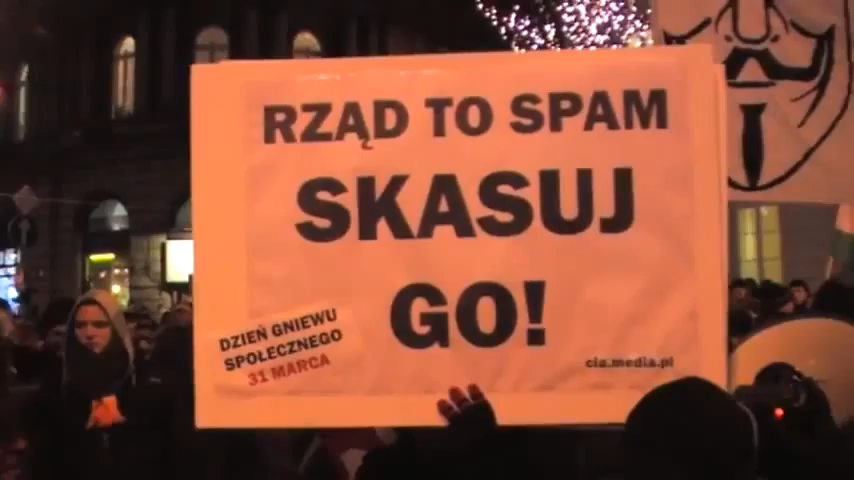 RZĄD TO SPAM
SKASUJ
GO!
DZIEŃ GNIEWU
SPOŁECZNEGO
31 MARCA
cia.media.pl